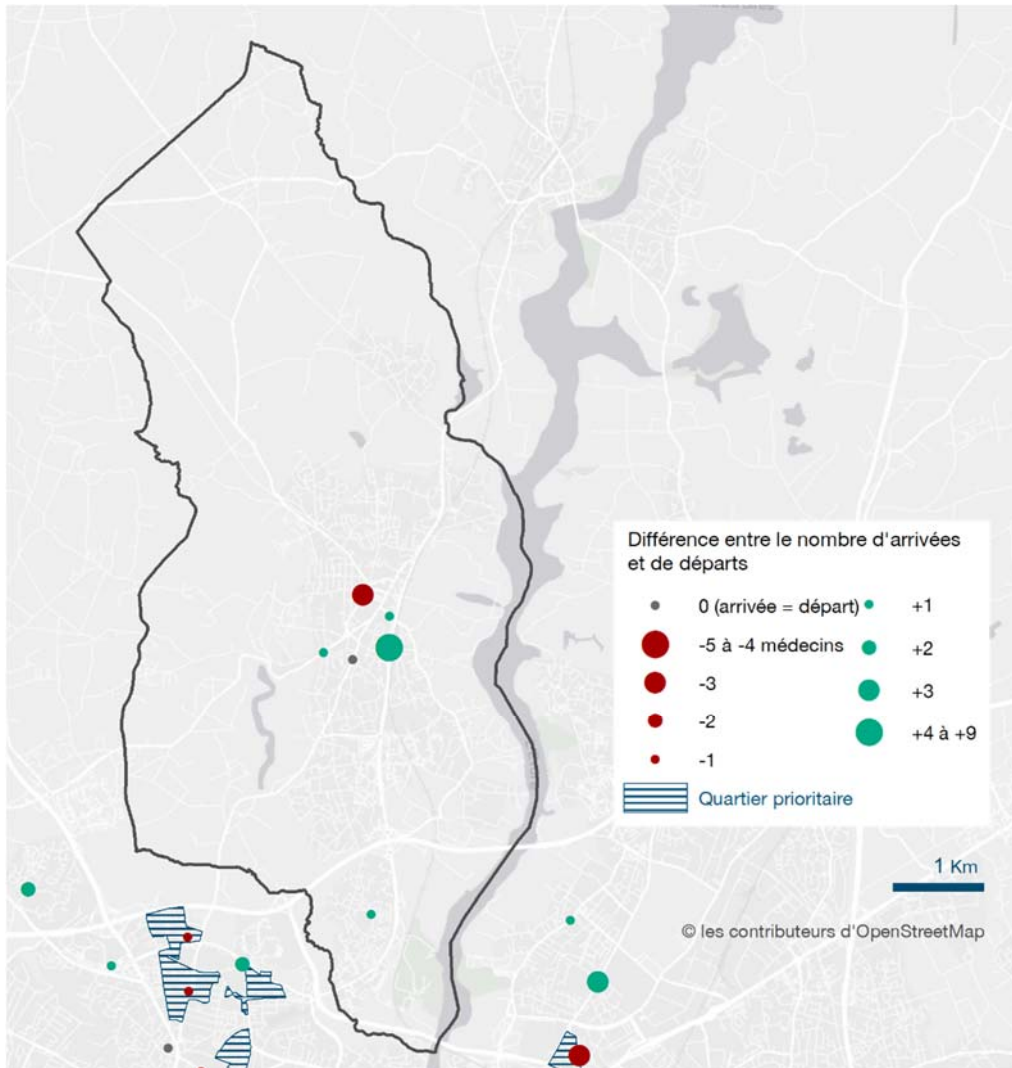 Différence entre le nombre d'arrivées
et de départs
0 (arrivée = départ)
-5 à -4 médecins
-3
-2
-1
+1
+2
+3
+4 à +9
Quartier prioritaire
1 Km
© les contributeurs d'OpenStreetMap